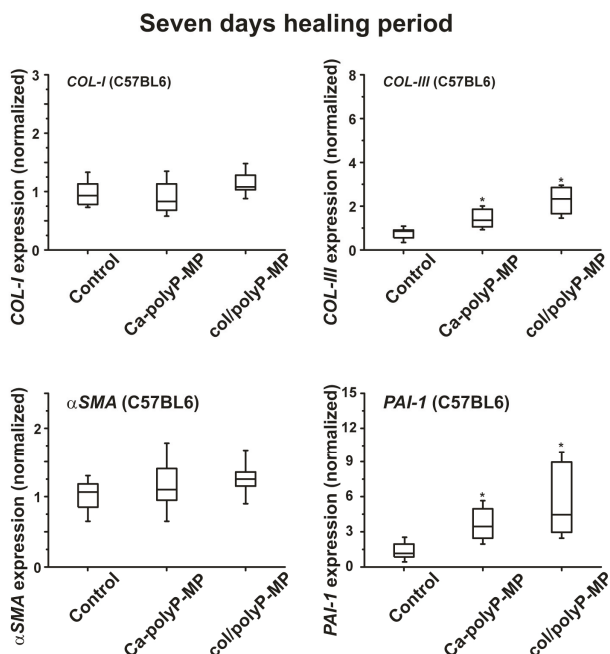 Seven days healing period
COL-I (C57BL6)
COL-I expression (normalized)
3
2
1
0
Control
Ca-polyP-MP
col/polyP-MP
COL-III (C57BL6)
COL-III expression (normalized)
8
6
4
2
0
*
*
Control
Ca-polyP-MP
col/polyP-MP
αSMA (C57BL6)
αSMA expression (normalized)
2
1
0
Control
Ca-polyP-MP
col/polyP-MP
PAI-1 (C57BL6)
PAI-1 expression (normalized)
15
12
9
6
3
0
*
*
Control
Ca-polyP-MP
col/polyP-MP